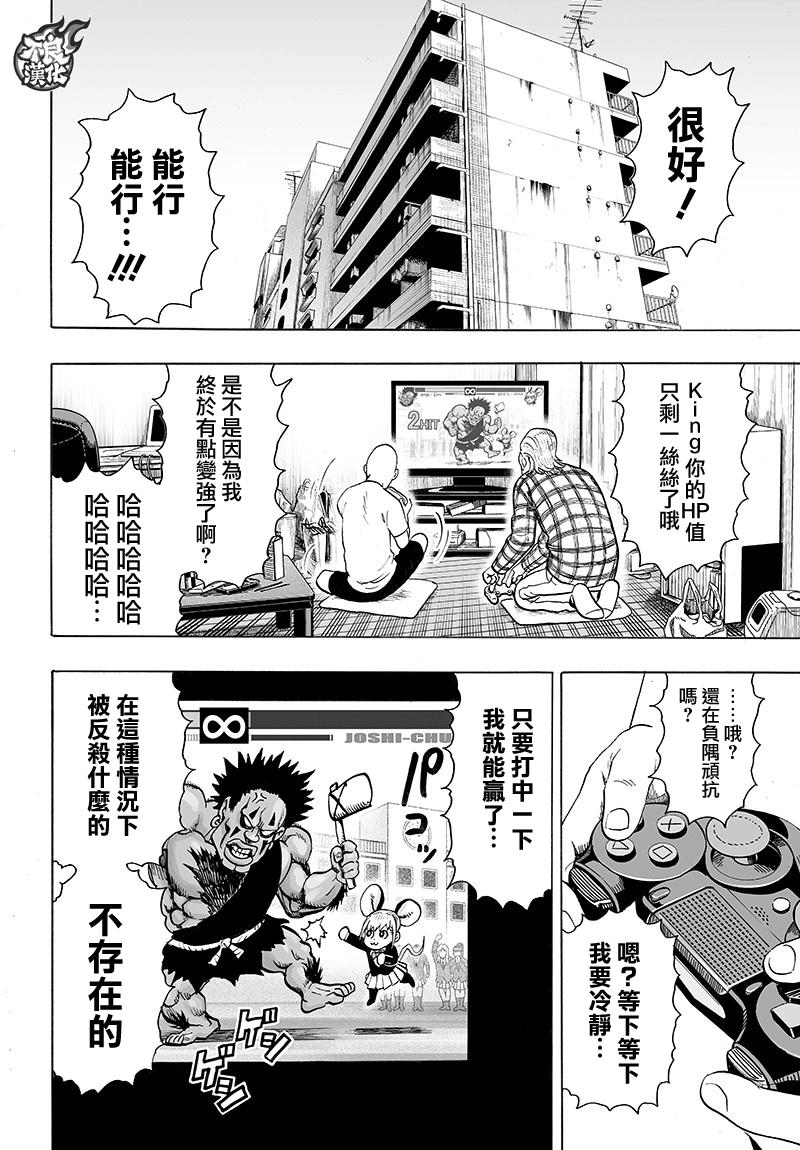 狼
漢化
很好！
能行
能行…!!!
King你的HP值
只剩一絲絲了哦
2HIT
是不是因為我
終於有點變強了啊？
哈哈哈哈哈
哈哈哈哈…
……哦？
還在負隅頑抗
嗎？
嗯？等下等下
我要冷靜…
只要打中一下
我就能贏了…
∞
JOSHI-CHU
パコッ
ゲシ
ゲシ
在這種情況下
被反殺什麼的
不存在的